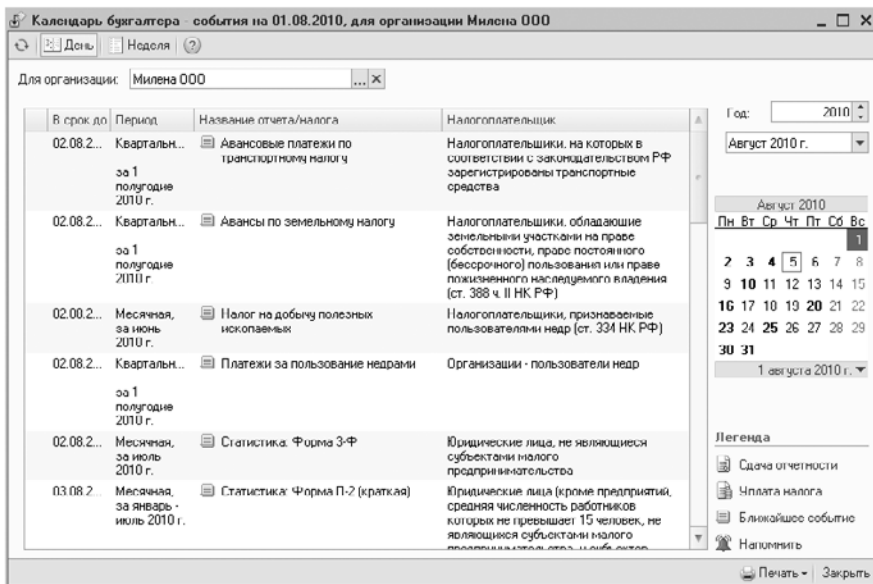 Календарь бухгалтера - события на 01.08.2010, для организации Милена ООО
День Неделя
Для организации: Милена ООО ...
В срок до Период Название отчета/налога Налогоплательщик
02.08.2... Квартальн... Авансовые платежи по Налогоплательщики, на которых в
транспортному налогу соответствии с законодательством РФ
за 1 зарегистрированы транспортные
полугодие средства
2010 г.
02.08.2... Квартальн... Авансы по земельному налогу Налогоплательщики, обладающие
земельными участками на праве
за 1 собственности, праве постоянного
полугодие (бессрочного) пользования или праве
2010 г. пожизненного наследуемого владения
(ст. 388 ч. II НК РФ)
02.08.2... Месячная, Налог на добычу полезных Налогоплательщики, признаваемые
за июнь ископаемых пользователями недр (ст. 334 НК РФ)
2010 г.
02.08.2... Квартальн... Платежи за пользование недрами Организации - пользователи недр
за 1
полугодие
2010 г.
02.08.2... Месячная, Статистика: Форма 3-Ф Юридические лица, не являющиеся
за июль субъектами малого
2010 г. предпринимательства
03.08.2... Месячная, Статистика: Форма П-2 (краткая) Юридические лица (кроме предприятий,
за январь - средняя численность работников
июль 2010 г. которых не превышает 15 человек, не
являющихся субъектами малого
Год: 2010
Август 2010 г.
Август 2010
Пн Вт Ср Чт Пт Сб Вс
1
2 3 4 5 6 7 8
9 10 11 12 13 14 15
16 17 18 19 20 21 22
23 24 25 26 27 28 29
30 31
1 августа 2010 г.
Легенда
Сдача отчетности
Уплата налога
Ближайшее событие
Напомнить
Печать Закрыть